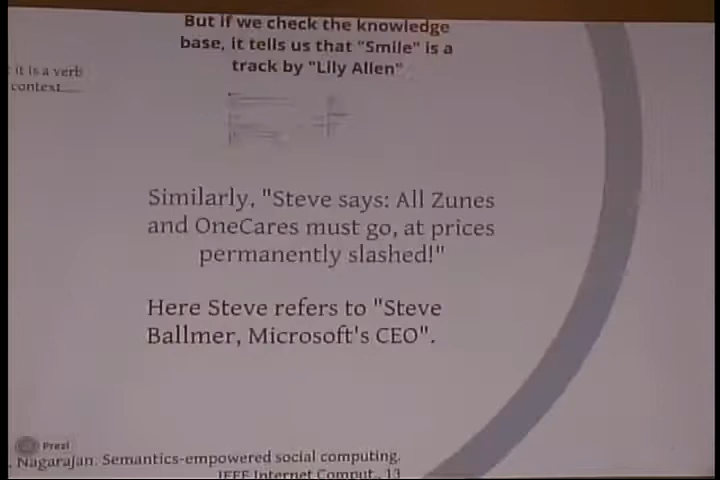 But if we check the knowledge
base, it tells us that "Smile" is a
track by "Lily Allen"
it is a verb
context
Similarly, "Steve says: All Zunes
and OneCares must go, at prices
permanently slashed!"
Here Steve refers to "Steve
Ballmer, Microsoft's CEO".
Prezi
. Nagarajan. Semantics-empowered social computing.
IEEE Internet Comput., 13